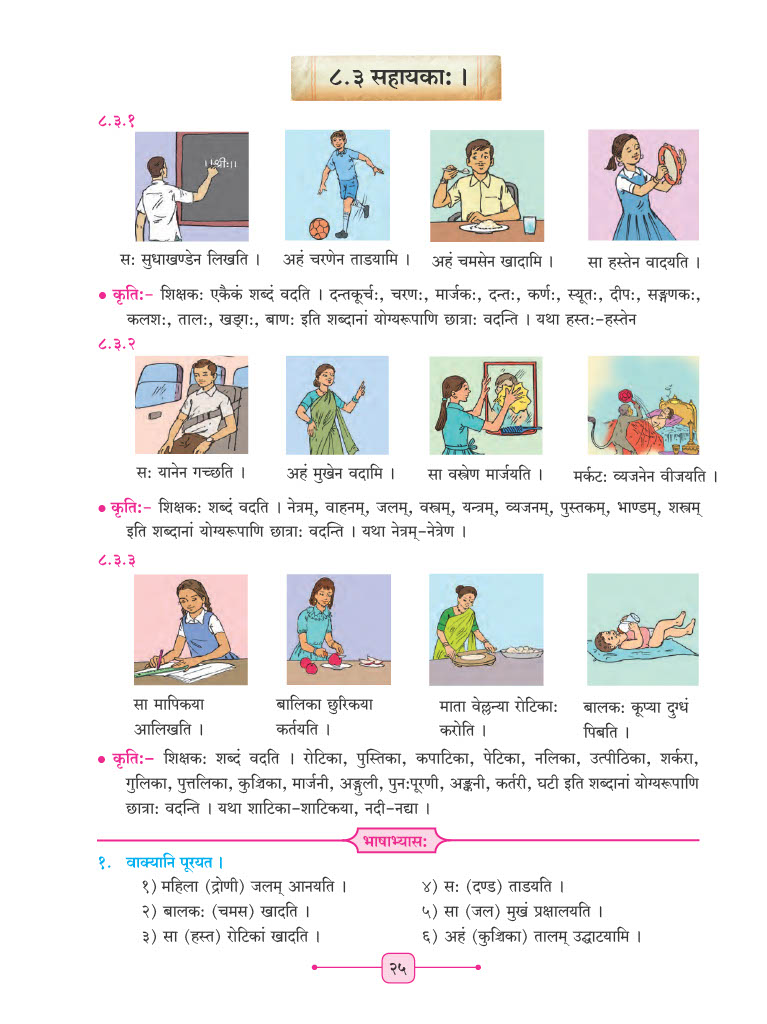 ८.३ सहायकाः ।
८.३.१
।।श्रीः।।
सः सुधाखण्डेन लिखति ।
अहं चरणेन ताडयामि ।
अहं चमसेन खादामि ।
सा हस्तेन वादयति ।
● कृतिः- शिक्षकः एकैकं शब्दं वदति । दन्तकूर्चः, चरणः, मार्जकः, दन्तः, कर्णः, स्यूतः, दीपः, सङ्गणकः,
कलशः, तालः, खड्गः, बाणः इति शब्दानां योग्यरूपाणि छात्राः वदन्ति । यथा हस्तः-हस्तेन
८.३.२
सः यानेन गच्छति ।
अहं मुखेन वदामि ।
सा वस्त्रेण मार्जयति ।
मर्कटः व्यजनेन वीजयति ।
● कृतिः- शिक्षकः शब्दं वदति । नेत्रम्, वाहनम्, जलम्, वस्त्रम्, यन्त्रम्, व्यजनम्, पुस्तकम्, भाण्डम्, शस्त्रम्
इति शब्दानां योग्यरूपाणि छात्राः वदन्ति । यथा नेत्रम्-नेत्रेण ।
८.३.३
सा मापिकया
आलिखति ।
बालिका छुरिकया
कर्तयति ।
माता वेल्लन्या रोटिकाः
करोति ।
बालकः कूप्या दुग्धं
पिबति ।
● कृतिः– शिक्षकः शब्दं वदति । रोटिका, पुस्तिका, कपाटिका, पेटिका, नलिका, उत्पीठिका, शर्करा,
गुलिका, पुत्तलिका, कुञ्चिका, मार्जनी, अङ्गुली, पुनःपूरणी, अङ्कनी, कर्तरी, घटी इति शब्दानां योग्यरूपाणि
छात्राः वदन्ति । यथा शाटिका-शाटिकया, नदी-नद्या ।
भाषाभ्यासः
१. वाक्यानि पूरयत ।
१) महिला (द्रोणी) जलम् आनयति ।
२) बालकः (चमस) खादति ।
३) सा (हस्त) रोटिकां खादति ।
४) सः (दण्ड) ताडयति ।
५) सा (जल) मुखं प्रक्षालयति ।
६) अहं (कुञ्चिका) तालम् उद्घाटयामि ।
२५